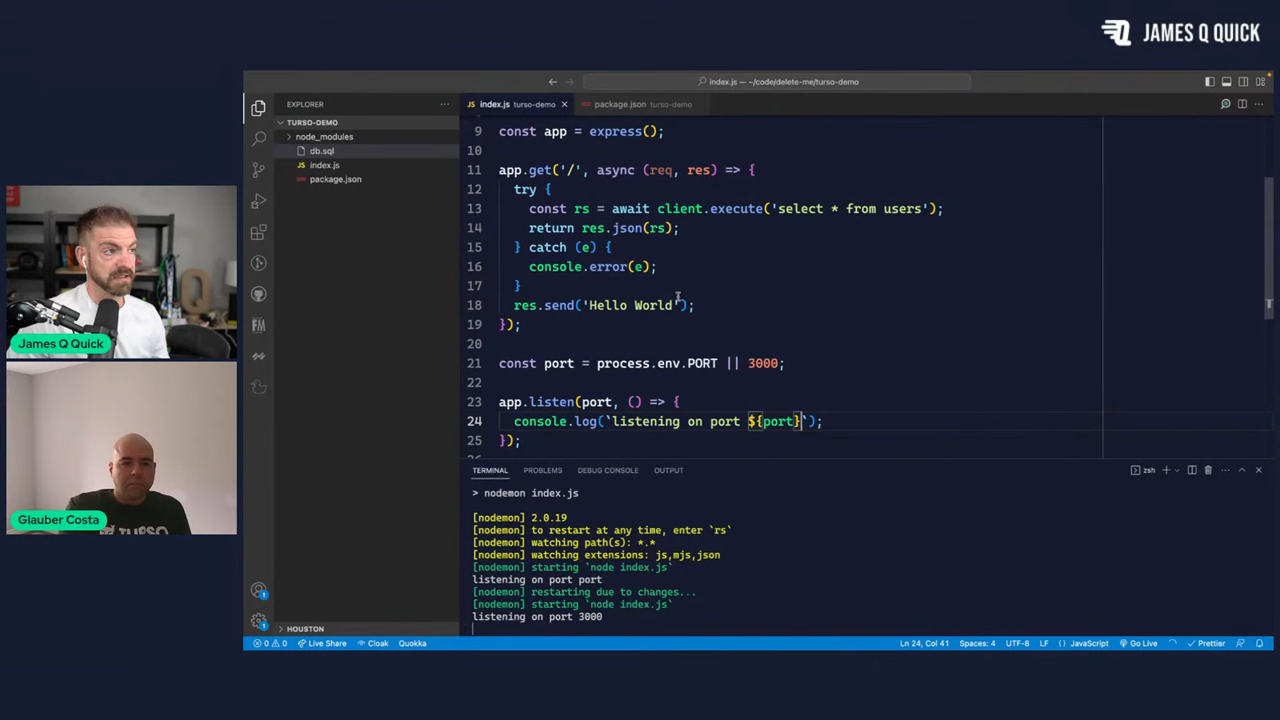 JAMES Q QUICK
index.js — ~/code/delete-me/turso-demo
EXPLORER
TURSO-DEMO
node_modules
db.sql
JS index.js
package.json
HOUSTON
JS index.js turso-demo
package.json turso-demo
9 const app = express();
10
11 app.get('/', async (req, res) => {
12 try {
13 const rs = await client.execute('select * from users');
14 return res.json(rs);
15 } catch (e) {
16 console.error(e);
17 }
18 res.send('Hello World');
19 });
20
21 const port = process.env.PORT || 3000;
22
23 app.listen(port, () => {
24 console.log(`listening on port ${port}`);
25 });
TERMINAL PROBLEMS DEBUG CONSOLE OUTPUT
zsh
> nodemon index.js
[nodemon] 2.0.19
[nodemon] to restart at any time, enter `rs`
[nodemon] watching path(s): *.*
[nodemon] watching extensions: js,mjs,json
[nodemon] starting `node index.js`
listening on port port
[nodemon] restarting due to changes...
[nodemon] starting `node index.js`
listening on port 3000
0 0 Live Share Cloak Quokka
Ln 24, Col 41 Spaces: 4 UTF-8 LF { } JavaScript Go Live Prettier
James Q Quick
Glauber Costa
TURSO
FM
1
1